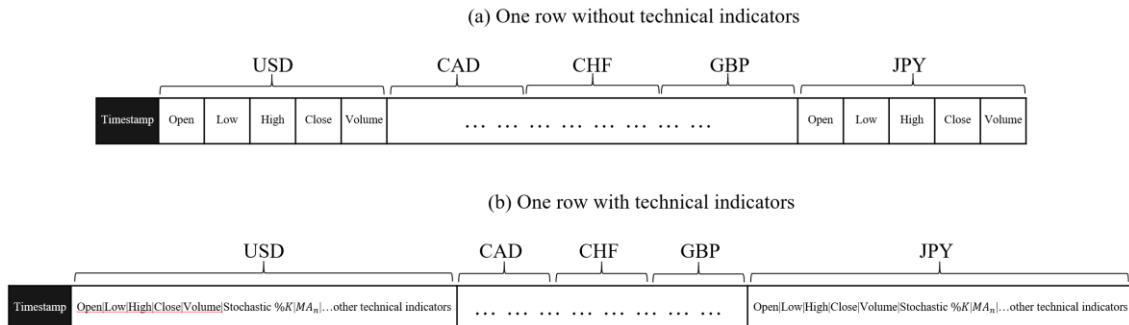 (a) One row without technical indicators
USD CAD CHF GBP JPY
Timestamp Open Low High Close Volume ... ... ... ... ... ... ... ... Open Low High Close Volume
(b) One row with technical indicators
USD CAD CHF GBP JPY
Timestamp Open|Low|High|Close|Volume|Stochastic %K|MAₙ|...other technical indicators ... ... ... ... ... ... ... ... Open|Low|High|Close|Volume|Stochastic %K|MAₙ|...other technical indicators